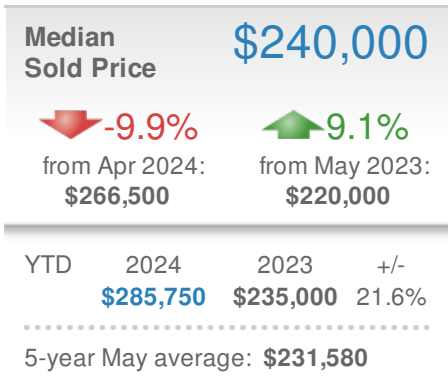 Median $240,000
Sold Price
-9.9% 9.1%
from Apr 2024: from May 2023:
$266,500 $220,000
YTD 2024 2023 +/-
$285,750 $235,000 21.6%
5-year May average: $231,580